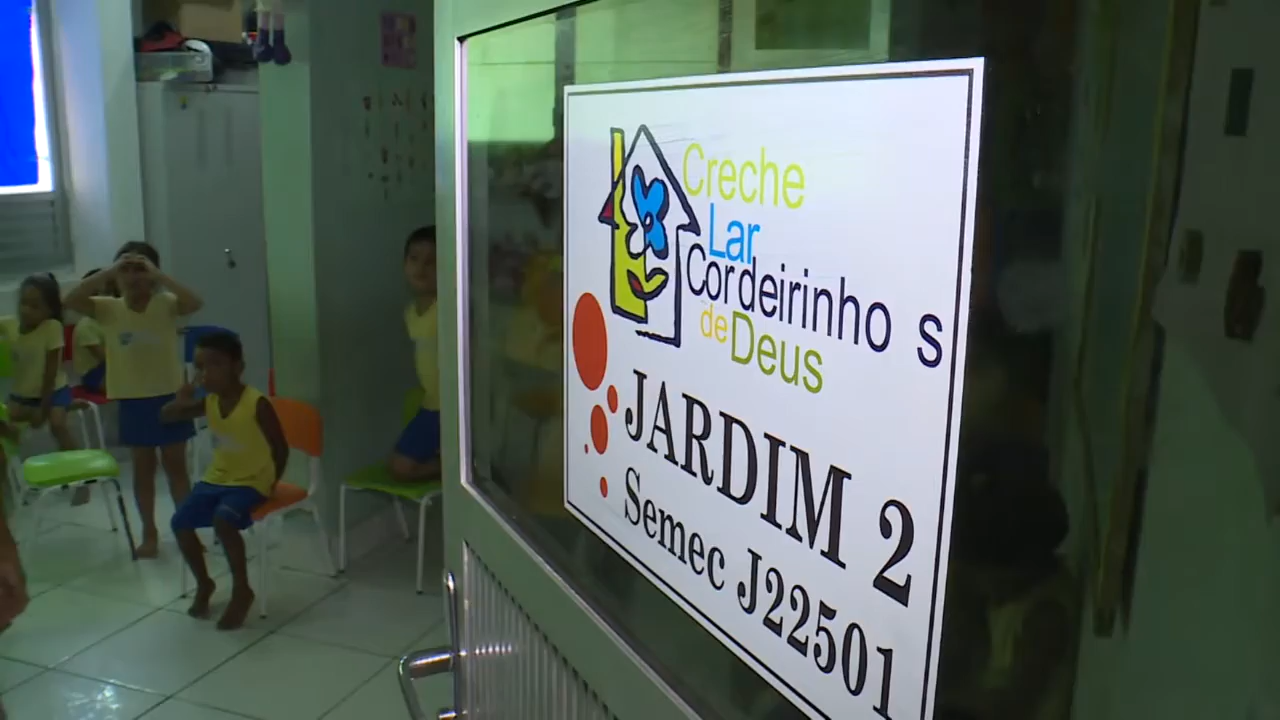 Creche
Lar
Cordeirinho s
de Deus
JARDIM 2
Semec J22501